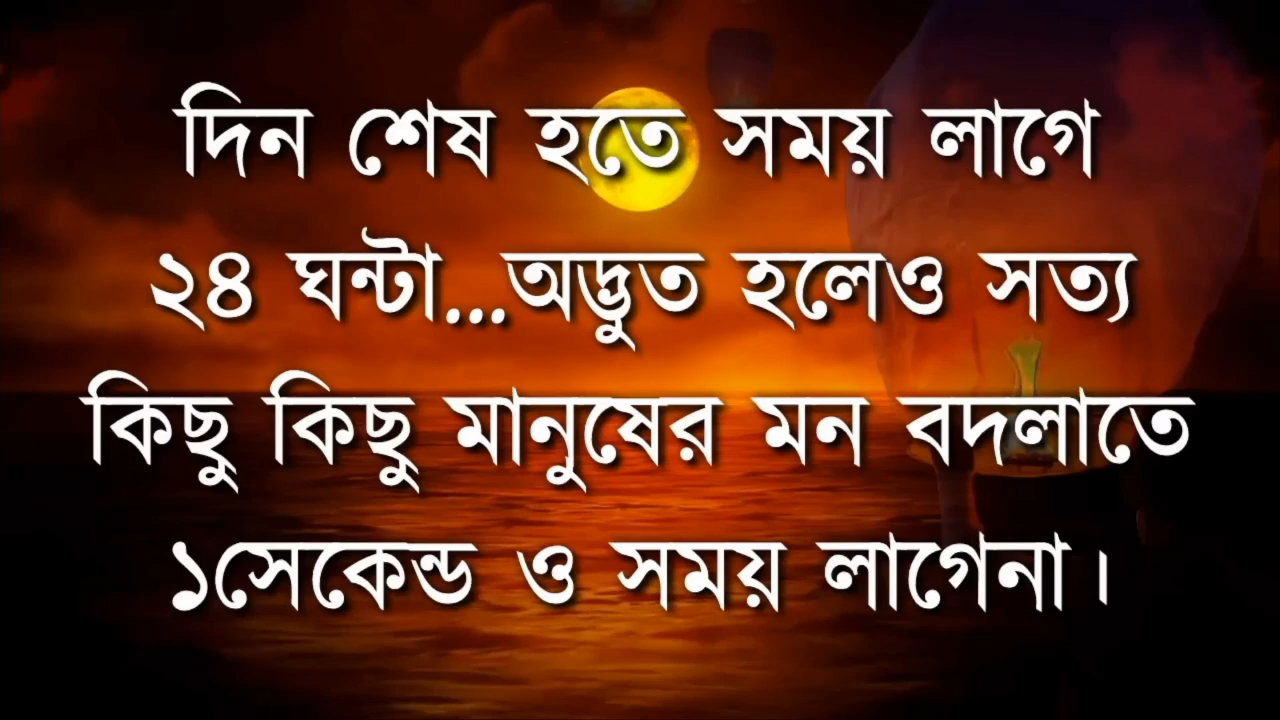 দিন শেষ হতে সময় লাগে
২৪ ঘন্টা...অদ্ভুত হলেও সত্য
কিছু কিছু মানুষের মন বদলাতে
১সেকেন্ড ও সময় লাগেনা।